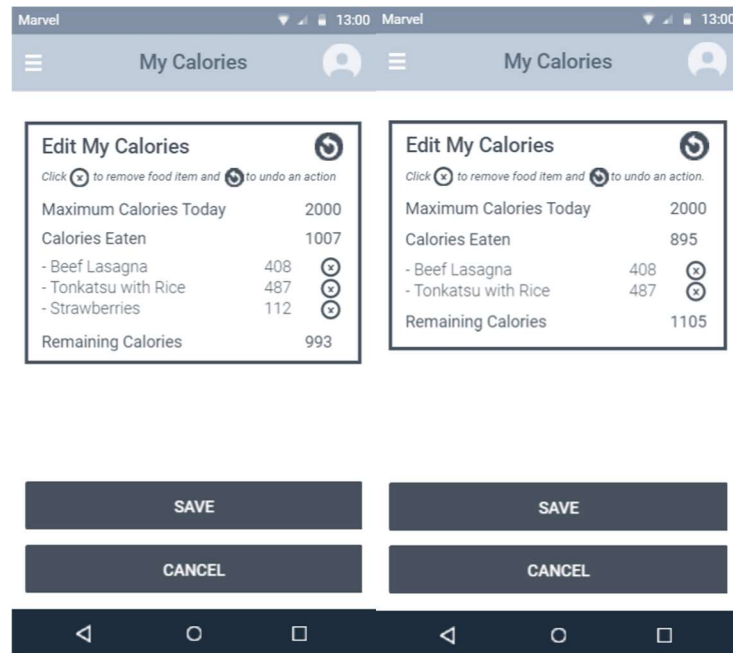 Marvel 13:00
My Calories
Edit My Calories
Click x to remove food item and to undo an action
Maximum Calories Today 2000
Calories Eaten 1007
- Beef Lasagna 408 x
- Tonkatsu with Rice 487 x
- Strawberries 112 x
Remaining Calories 993
SAVE
CANCEL
Marvel 13:00
My Calories
Edit My Calories
Click x to remove food item and to undo an action.
Maximum Calories Today 2000
Calories Eaten 895
- Beef Lasagna 408 x
- Tonkatsu with Rice 487 x
Remaining Calories 1105
SAVE
CANCEL